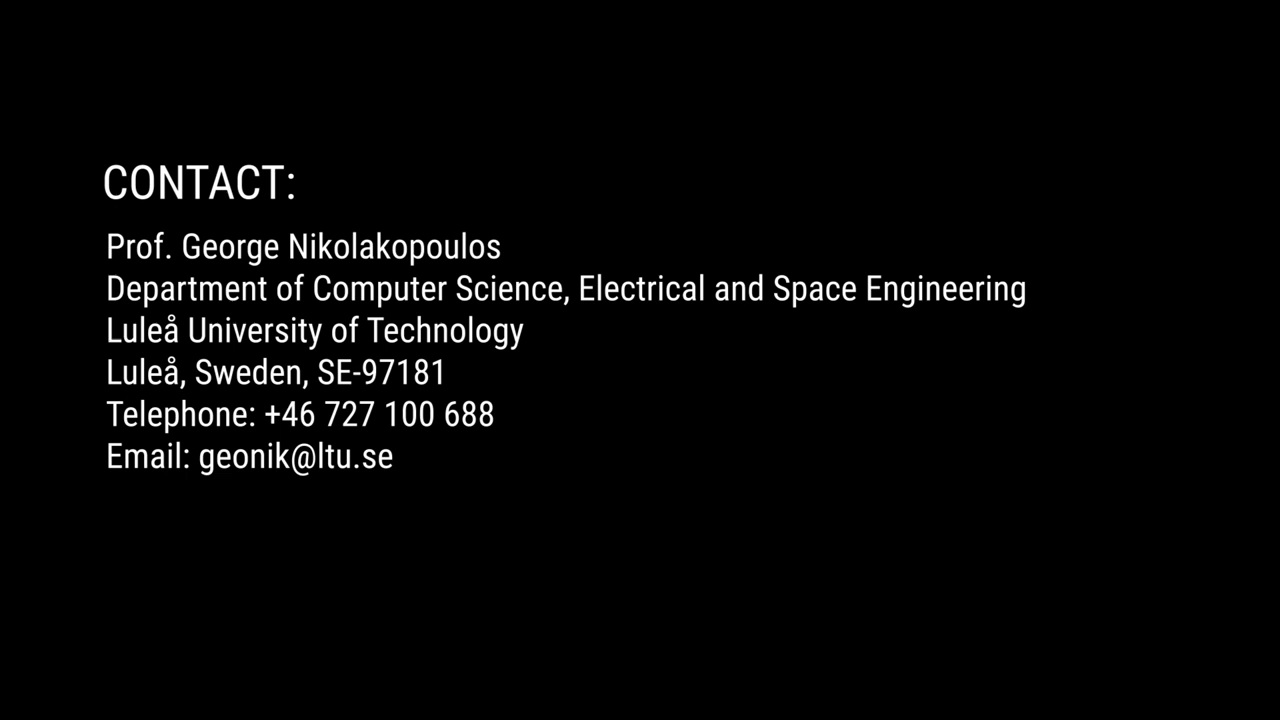 CONTACT:
Prof. George Nikolakopoulos
Department of Computer Science, Electrical and Space Engineering
Luleå University of Technology
Luleå, Sweden, SE-97181
Telephone: +46 727 100 688
Email: geonik@ltu.se